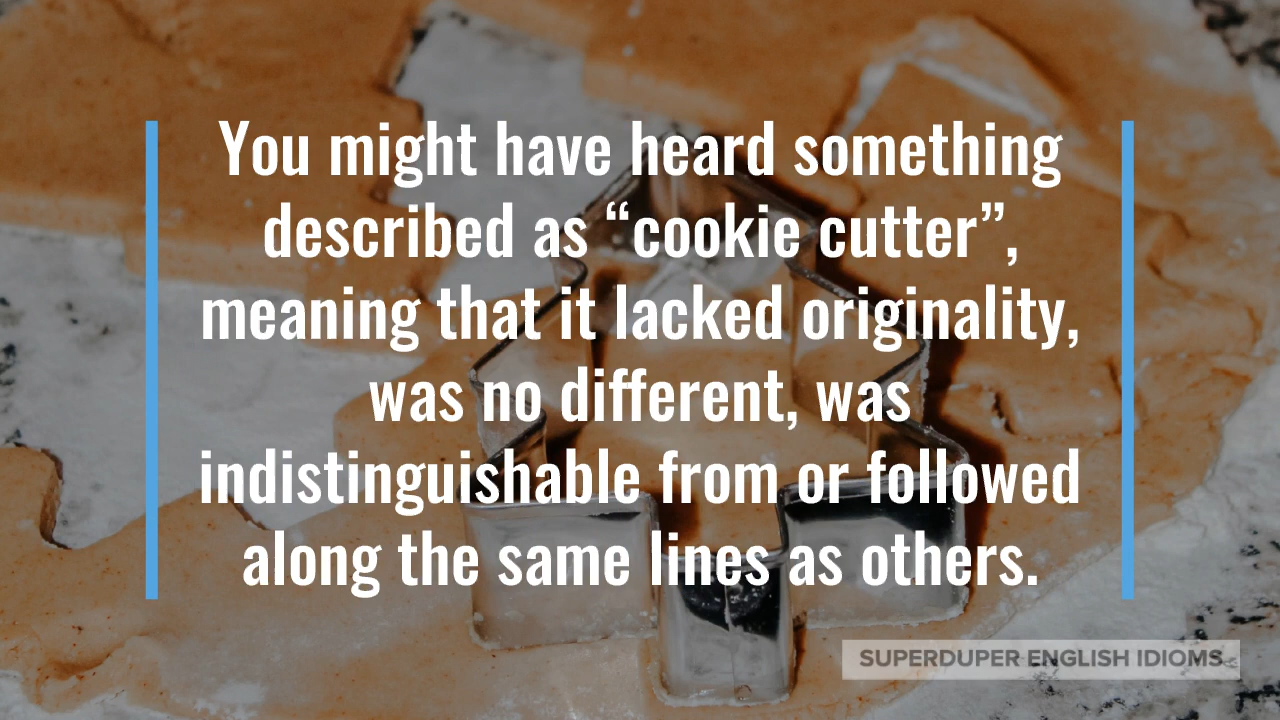 You might have heard something
described as “cookie cutter”,
meaning that it lacked originality,
was no different, was
indistinguishable from or followed
along the same lines as others.
SUPERDUPER ENGLISH IDIOMS